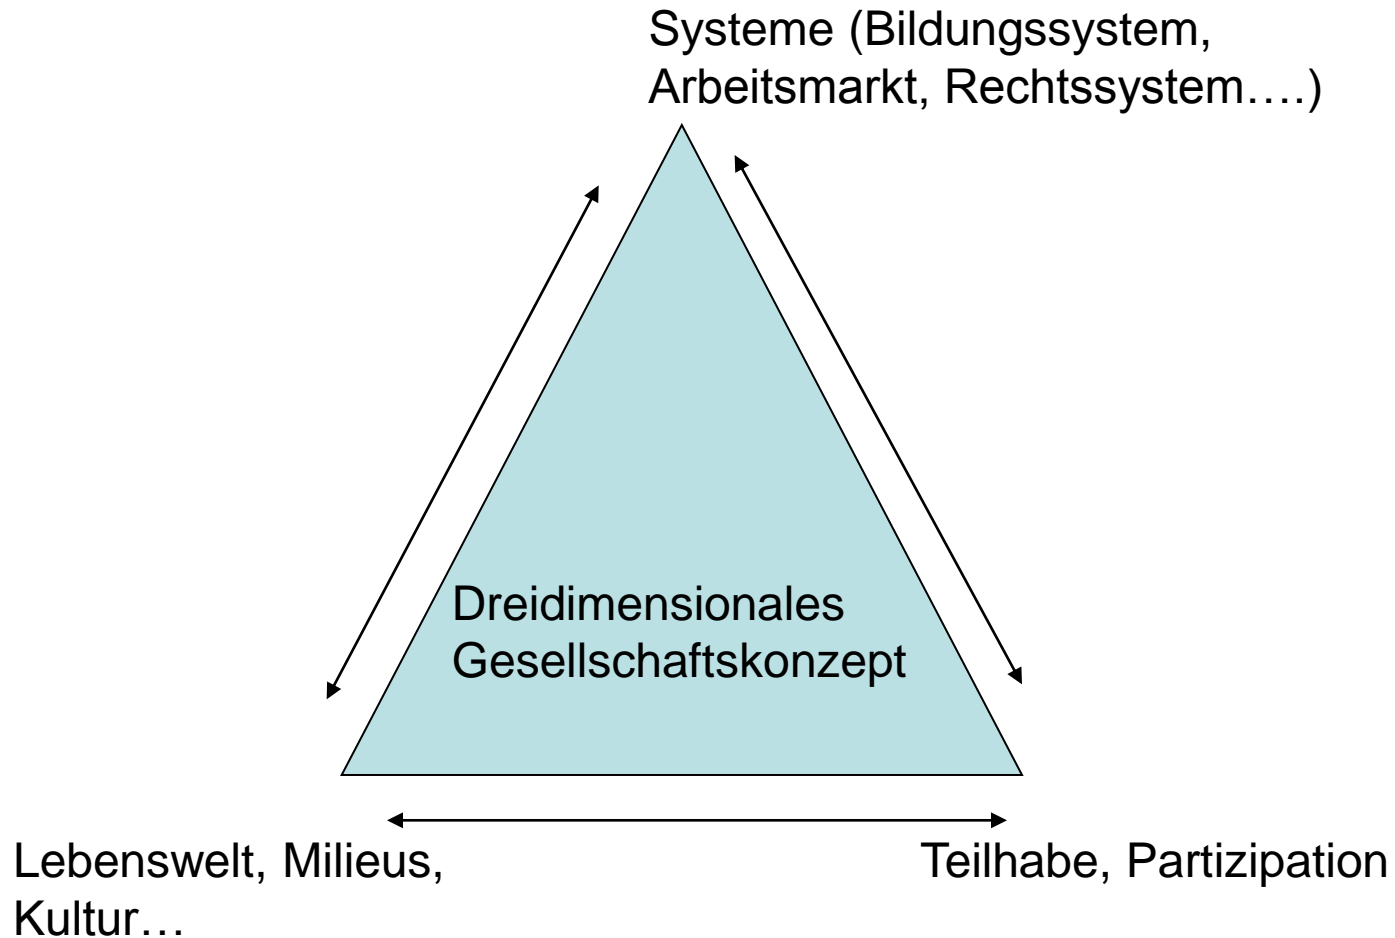 Systeme (Bildungssystem,
Arbeitsmarkt, Rechtssystem….)
Dreidimensionales
Gesellschaftskonzept
Lebenswelt, Milieus,
Kultur…
Teilhabe, Partizipation